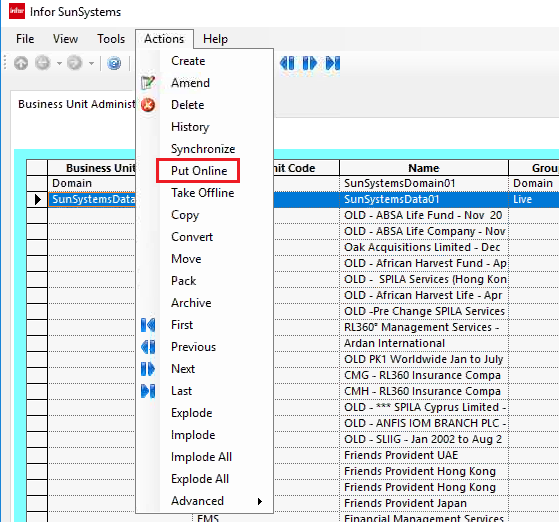 infor Infor SunSystems
File View Tools Actions Help
Business Unit Administ
Create
Amend
Delete
History
Synchronize
Put Online
Take Offline
Copy
Convert
Move
Pack
Archive
First
Previous
Next
Last
Explode
Implode
Implode All
Explode All
Advanced
Business Unit nit Code Name Group
Domain SunSystemsDomain01 Domain
SunSystemsData SunSystemsData01 Live
OLD - ABSA Life Fund - Nov 20
OLD - ABSA Life Company - Nov
Oak Acquisitions Limited - Dec
OLD - African Harvest Fund - Ap
OLD - SPILA Services (Hong Kon
OLD - African Harvest Life - Apr
OLD -Pre Change SPILA Services
RL360° Management Services -
Ardan International
OLD PK1 Worldwide Jan to July
CMG - RL360 Insurance Compa
CMH - RL360 Insurance Compa
OLD - *** SPILA Cyprus Limited -
OLD - ANFIS IOM BRANCH PLC -
OLD - SLIIG - Jan 2002 to Aug 2
Friends Provident UAE
Friends Provident Hong Kong
Friends Provident Hong Kong
Friends Provident Japan
FMS Financial Management Services